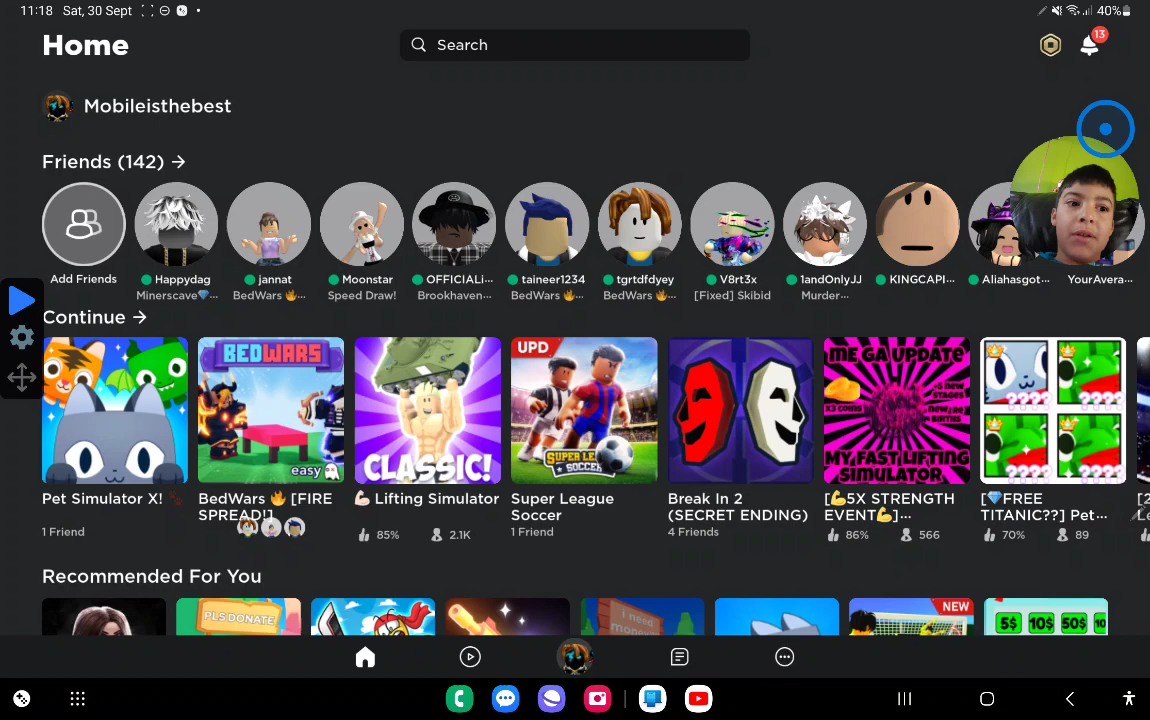 11:18 Sat, 30 Sept
40%
Home
Search
13
Mobileisthebest
Friends (142) →
Add Friends
Happydag
jannat
Moonstar
OFFICIALi...
taineer1234
tgrtdfdyey
V8rt3x
1andOnlyJJ
KINGCAPI...
Aliahasgot...
YourAvera...
Minerscave💎...
BedWars 🔥...
Speed Draw!
Brookhaven...
BedWars 🔥...
BedWars 🔥...
[Fixed] Skibid
Murder...
Continue →
BEDWARS
easy
CLASSIC!
UPD
SUPER LEAGUE
SOCCER
ME GA UPDATE
X3 COINS
MY FAST LIFTING
SIMULATOR
????
????
????
????
Pet Simulator X!
1 Friend
BedWars 🔥 [FIRE
SPREAD!]
💪🏻 Lifting Simulator
85% 2.1K
Super League
Soccer
1 Friend
Break In 2
(SECRET ENDING)
4 Friends
[💪5X STRENGTH
EVENT💪]...
86% 566
[💎FREE
TITANIC??] Pet...
70% 89
Recommended For You
PLS DONATE
i need
money
NEW
5$ 10$ 50$